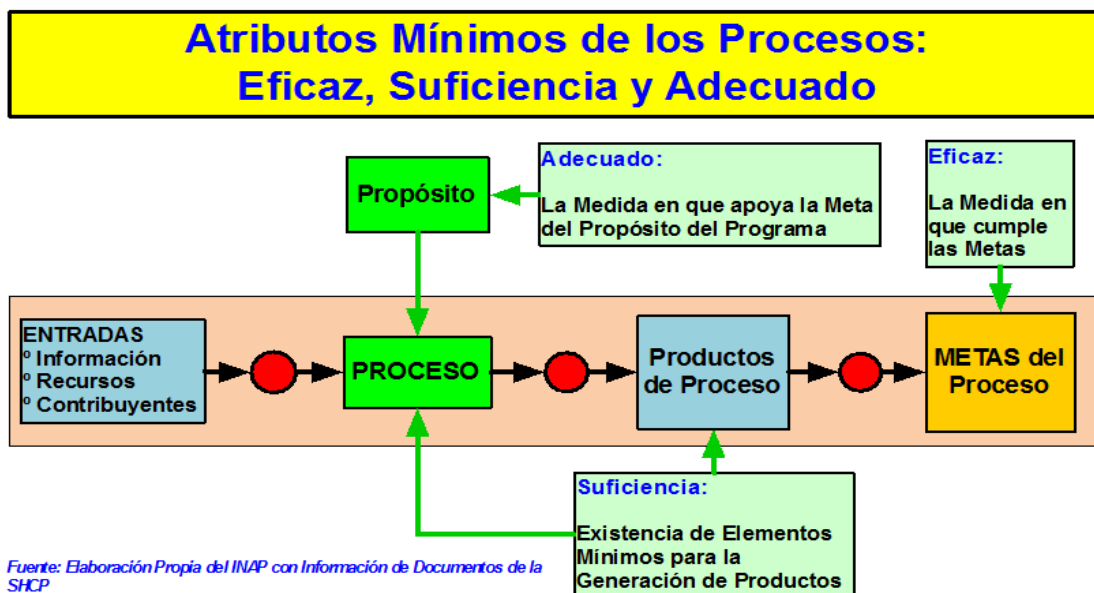 Atributos Mínimos de los Procesos:
Eficaz, Suficiencia y Adecuado
Propósito
Adecuado:
La Medida en que apoya la Meta
del Propósito del Programa
Eficaz:
La Medida en
que cumple
las Metas
ENTRADAS
º Información
º Recursos
º Contribuyentes
PROCESO
Productos
de Proceso
METAS del
Proceso
Suficiencia:
Existencia de Elementos
Mínimos para la
Generación de Productos
Fuente: Elaboración Propia del INAP con Información de Documentos de la
SHCP